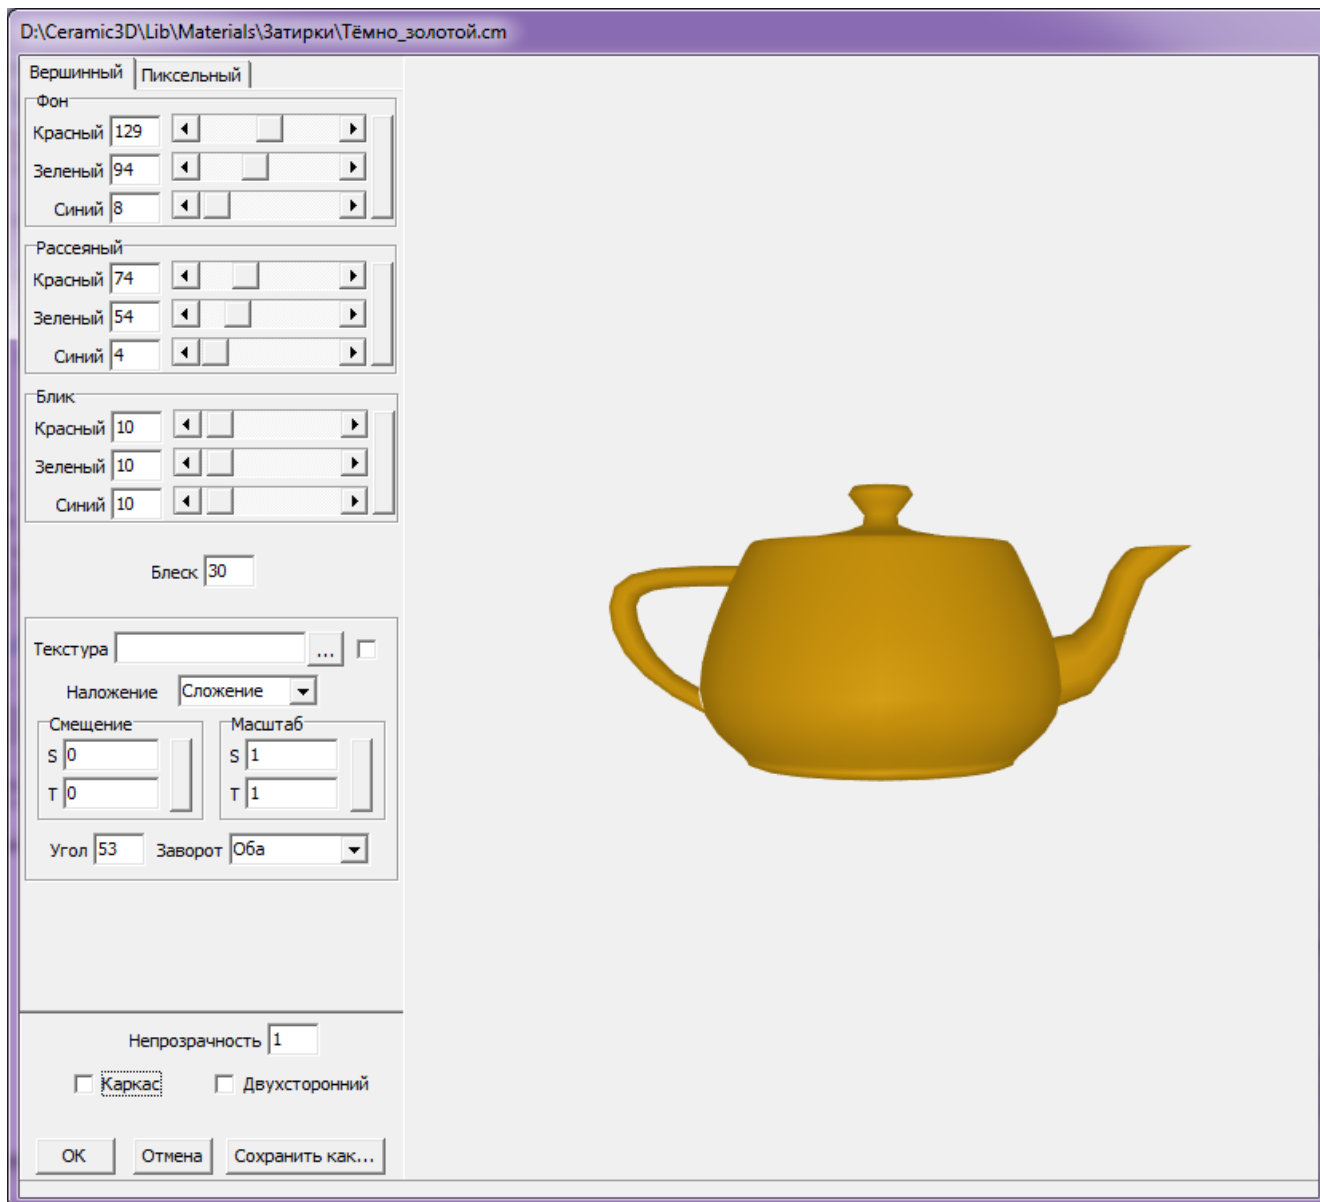 D:\Ceramic3D\Lib\Materials\Затирки\Тёмно_золотой.cm
Вершинный Пиксельный
Фон
Красный 129
Зеленый 94
Синий 8
Рассеяный
Красный 74
Зеленый 54
Синий 4
Блик
Красный 10
Зеленый 10
Синий 10
Блеск 30
Текстура ...
Наложение Сложение
Смещение Масштаб
S 0 S 1
T 0 T 1
Угол 53 Заворот Оба
Непрозрачность 1
Каркас Двухсторонний
OK Отмена Сохранить как...